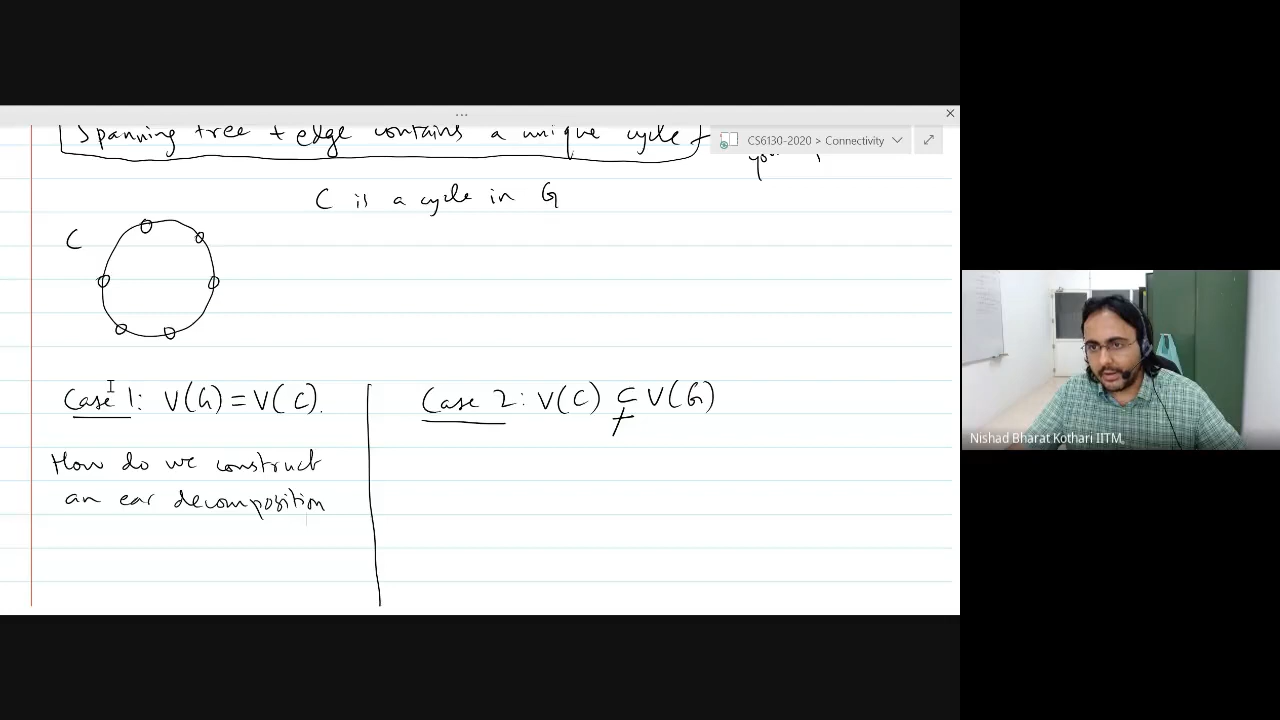 Spanning tree + edge contains a unique cycle
CS6130-2020 > Connectivity
C is a cycle in G
C
Case 1: V(G) = V(C).
Case 2: V(C) ⊊ V(G)
How do we construct
an ear decomposition
Nishad Bharat Kothari IITM,